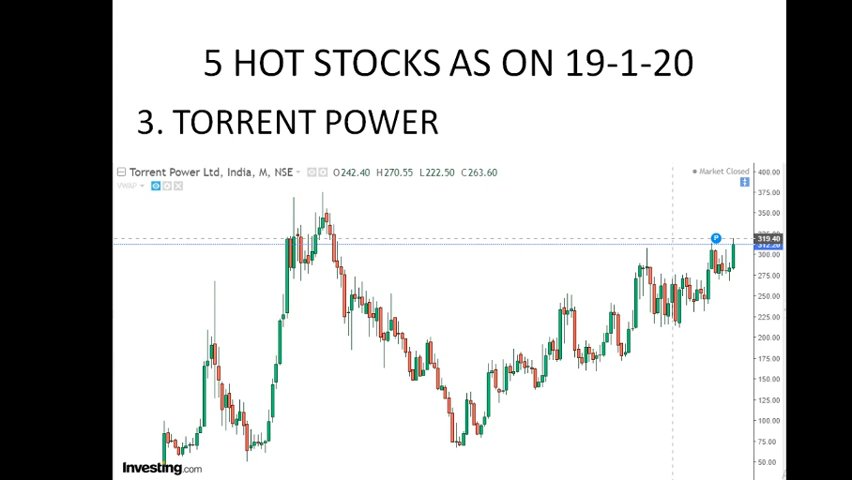 5 HOT STOCKS AS ON 19-1-20
3. TORRENT POWER
Torrent Power Ltd, India, M, NSE O242.40 H270.55 L222.50 C263.60
Market Closed
VWAP
400.00
375.00
350.00
319.40
312.20
300.00
275.00
250.00
225.00
200.00
175.00
150.00
125.00
100.00
75.00
50.00
Investing.com